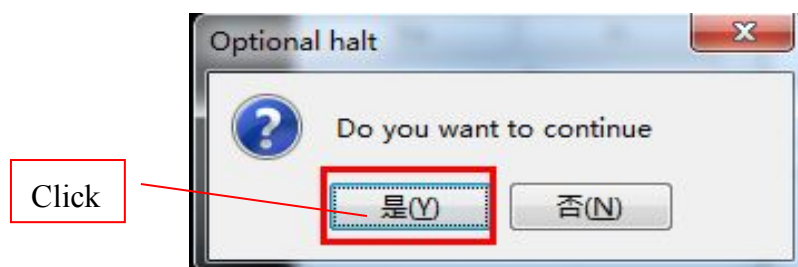 Optional halt
Do you want to continue
Click
是(Y)
否(N)